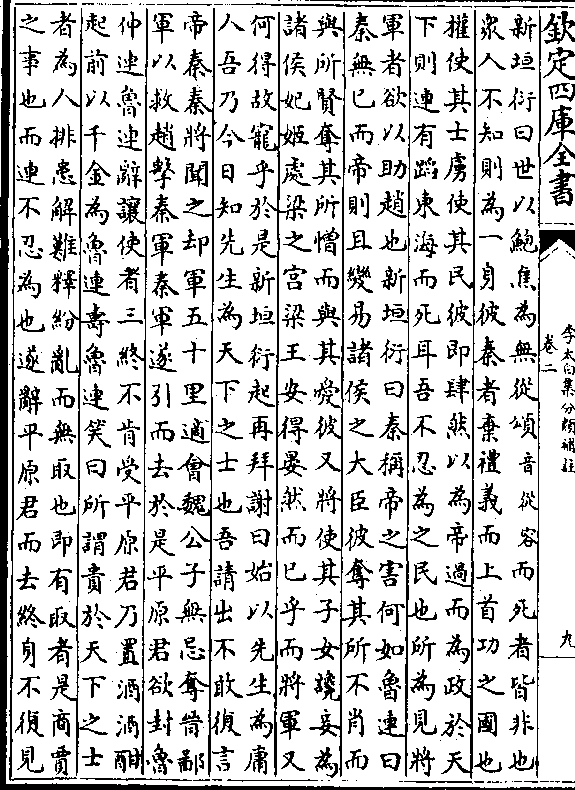 欽定四庫全書
李太白集分類補註
卷二
九
新垣衍曰世以鮑焦為無從頌音從容而死者皆非也
衆人不知則為一身彼秦者棄禮義而上首功之國也
權使其士虜使其民彼即肆然以為帝過而為政於天
下則連有蹈東海而死耳吾不忍為之民也所為見將
軍者欲以助趙也新垣衍曰秦稱帝之害何如魯連曰
秦無已而帝則且變易諸侯之大臣彼奪其所不肖而
與所賢奪其所憎而與其所愛彼又將使其子女讒妾為
諸侯妃姬處梁之宫梁王安得晏然而已乎而將軍又
何得故寵乎於是新垣衍起再拜謝曰始以先生為庸
人吾乃今日知先生為天下之士也吾請出不敢復言
帝秦秦將聞之却軍五十里適會魏公子無忌奪晉鄙
軍以救趙擊秦軍秦軍遂引而去於是平原君欲封魯
仲連魯連辭讓使者三終不肯受平原君乃置酒酒酣
起前以千金為魯連壽魯連笑曰所謂貴於天下之士
者為人排患解難釋紛亂而無取也即有取者是商賈
之事也而連不忍為也遂辭平原君而去終身不復見